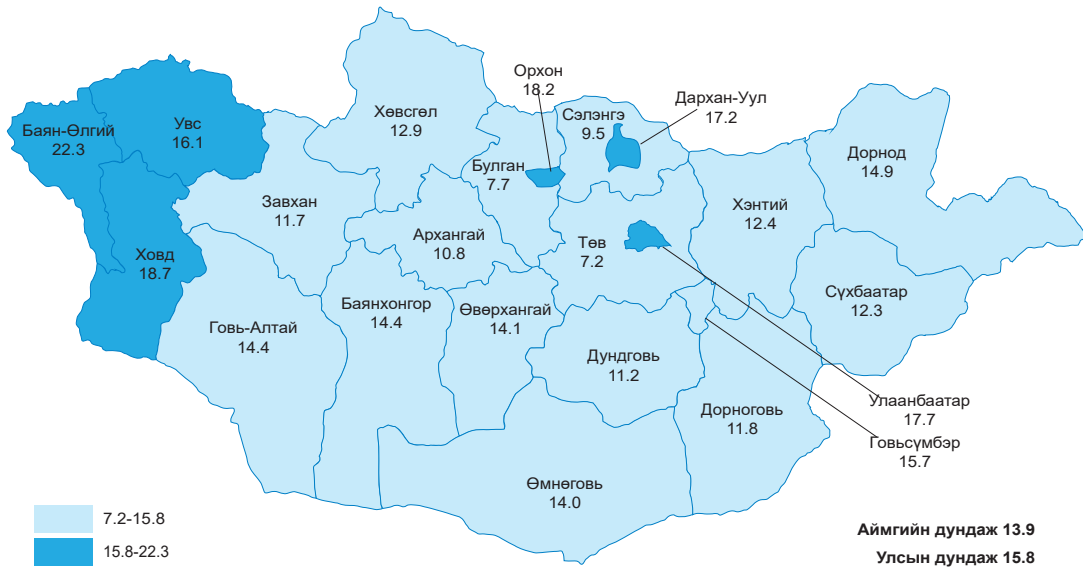 Орхон
18.2
Дархан-Уул
17.2
Хөвсгөл
12.9
Сэлэнгэ
9.5
Баян-Өлгий
22.3
Увс
16.1
Булган
7.7
Дорнод
14.9
Завхан
11.7
Хэнтий
12.4
Архангай
10.8
Төв
7.2
Ховд
18.7
Сүхбаатар
12.3
Баянхонгор
14.4
Өвөрхангай
14.1
Говь-Алтай
14.4
Дундговь
11.2
Дорноговь
11.8
Улаанбаатар
17.7
Говьсүмбэр
15.7
Өмнөговь
14.0
7.2-15.8
15.8-22.3
Аймгийн дундаж 13.9
Улсын дундаж 15.8